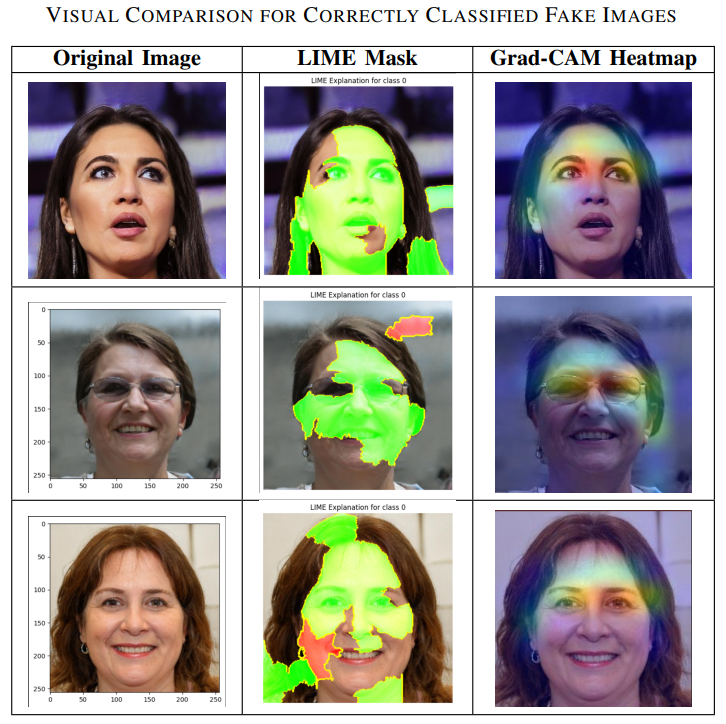 VISUAL COMPARISON FOR CORRECTLY CLASSIFIED FAKE IMAGES
Original Image LIME Mask Grad-CAM Heatmap
LIME Explanation for class 0
LIME Explanation for class 0
0
50
100
150
200
250
0 50 100 150 200 250
LIME Explanation for class 0
0
50
100
150
200
250
0 50 100 150 200 250